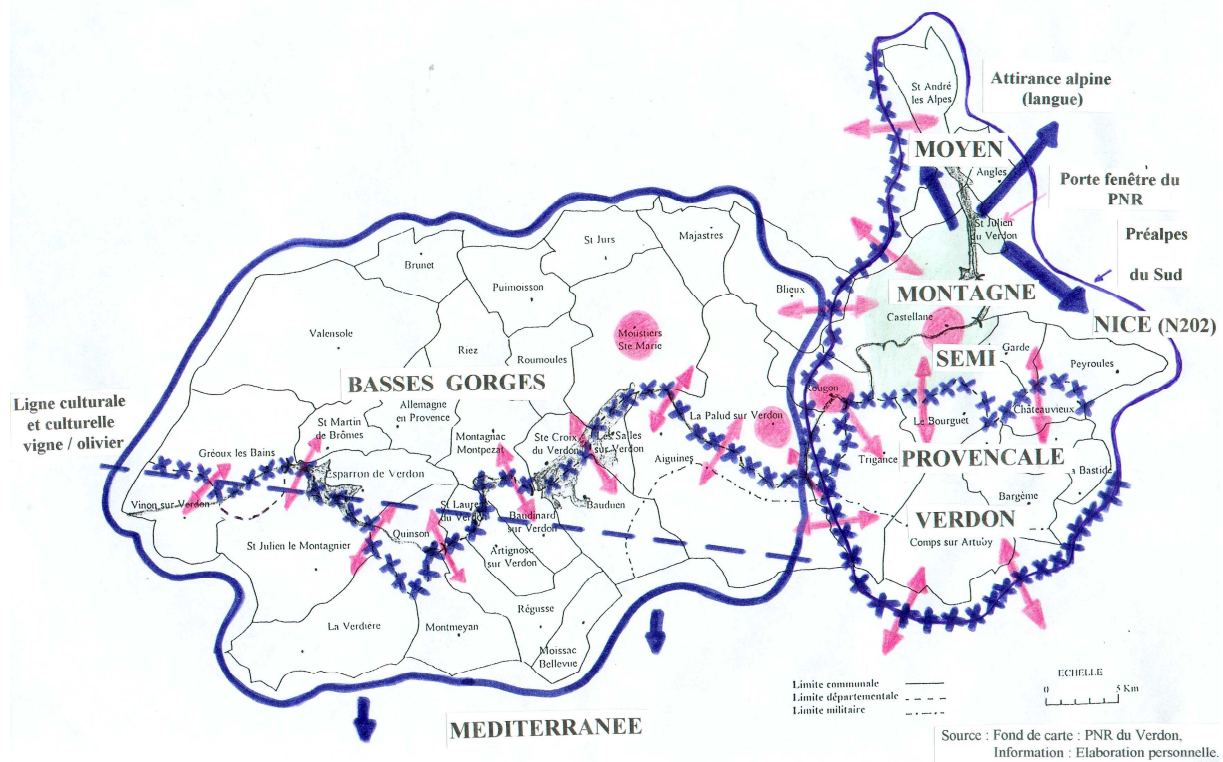 Attirance alpine
(langue)
St André
les Alpes
MOYEN
Angles
Porte fenêtre du
PNR
St Julien
du Verdon
Préalpes
du Sud
St Jurs
Majastres
Brunet
Puimoisson
Blieux
MONTAGNE
Castellane
NICE (N202)
Valensole
Moustiers
Ste Marie
Riez
Roumoules
SEMI
Garde
Peyroules
BASSES GORGES
Rougon
Ligne culturale
et culturelle
vigne / olivier
Allemagne
en Provence
St Martin
de Brômes
La Palud sur Verdon
Le Bourguet
Châteauvieux
Gréoux les Bains
Montagnac
Montpezat
Ste Croix
du Verdon
Les Salles
sur Verdon
Aiguines
Trigance
PROVENCALE
Bastide
Esparron de Verdon
Vinon sur Verdon
St Laurent
du Verdon
Baudinard
sur Verdon
Bauduen
Bargème
VERDON
Comps sur Artuby
St Julien le Montagnier
Quinson
Artignosc
sur Verdon
La Verdière
Montmeyan
Régusse
Moissac
Bellevue
MEDITERRANEE
Limite communale
Limite départementale
Limite militaire
ECHELLE
0 5 Km
Source : Fond de carte : PNR du Verdon,
Information : Elaboration personnelle.